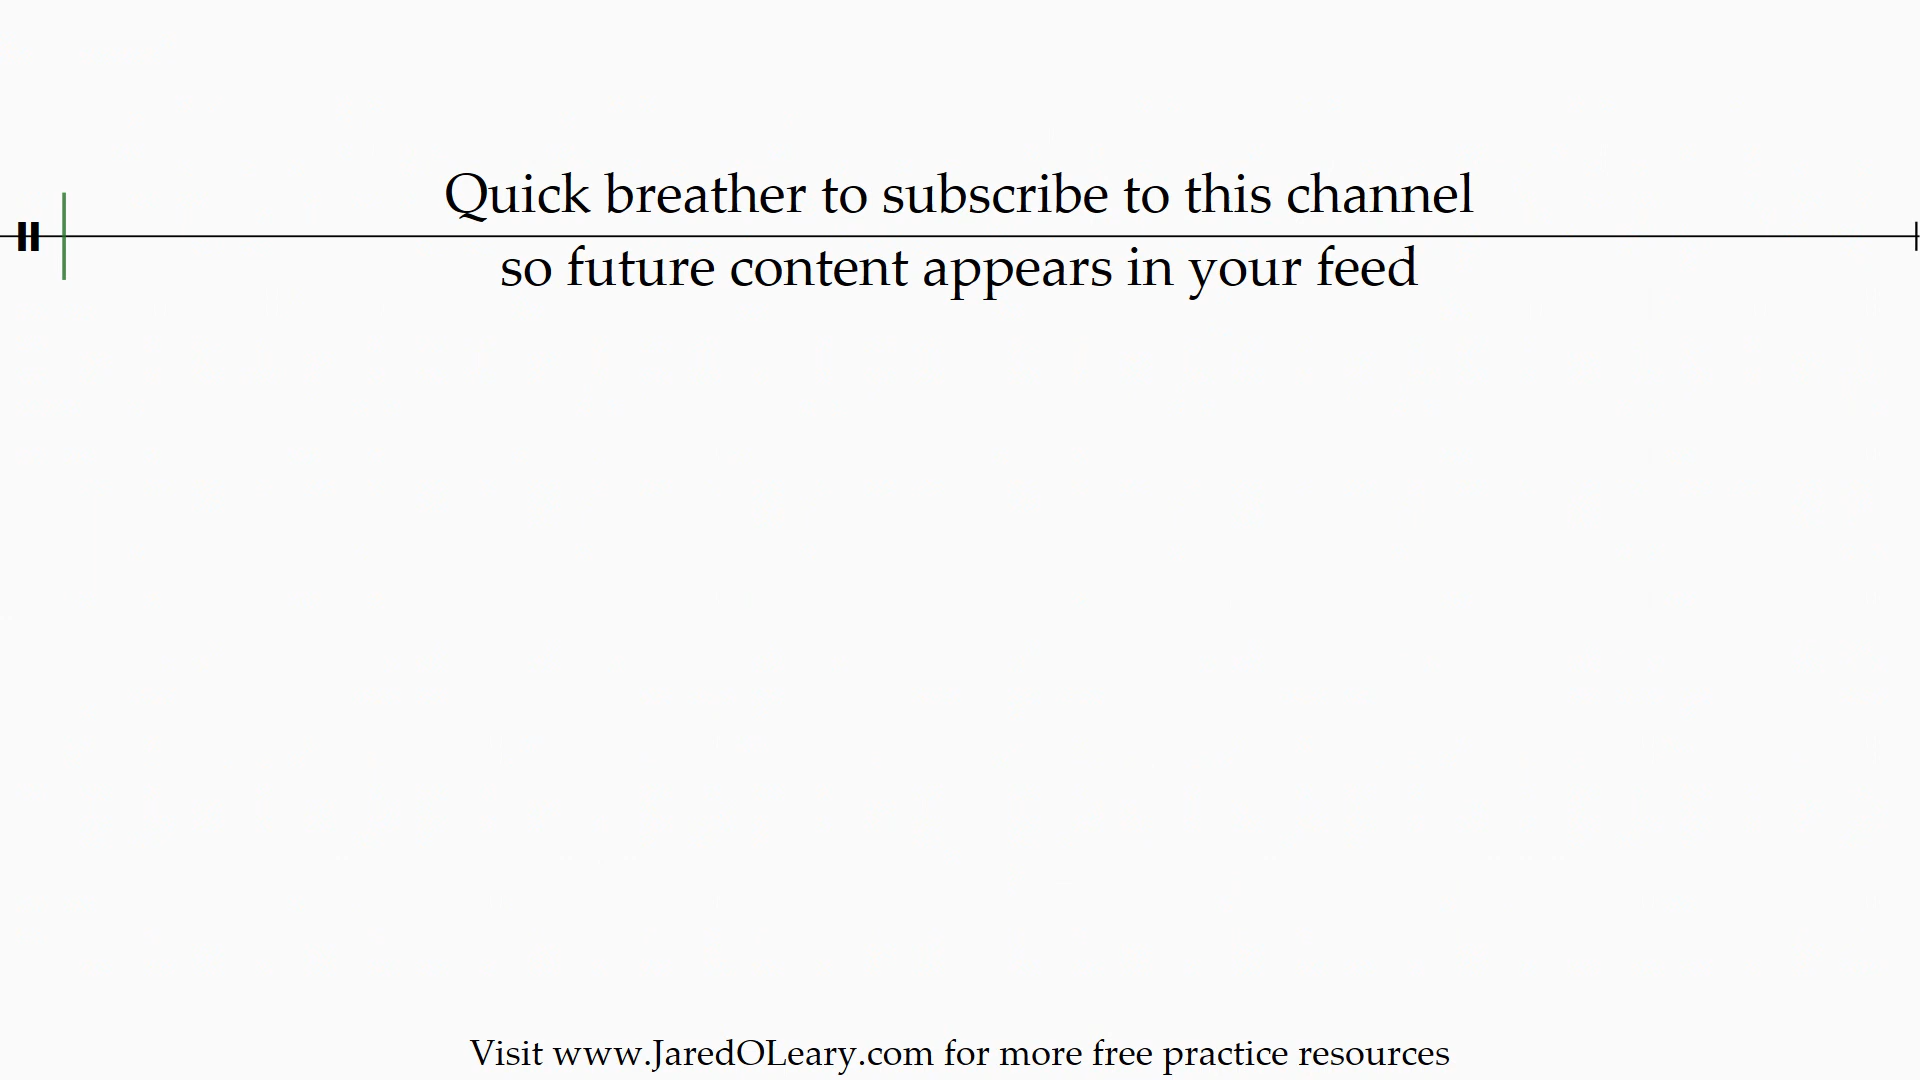 Quick breather to subscribe to this channel
so future content appears in your feed
Visit www.JaredOLeary.com for more free practice resources